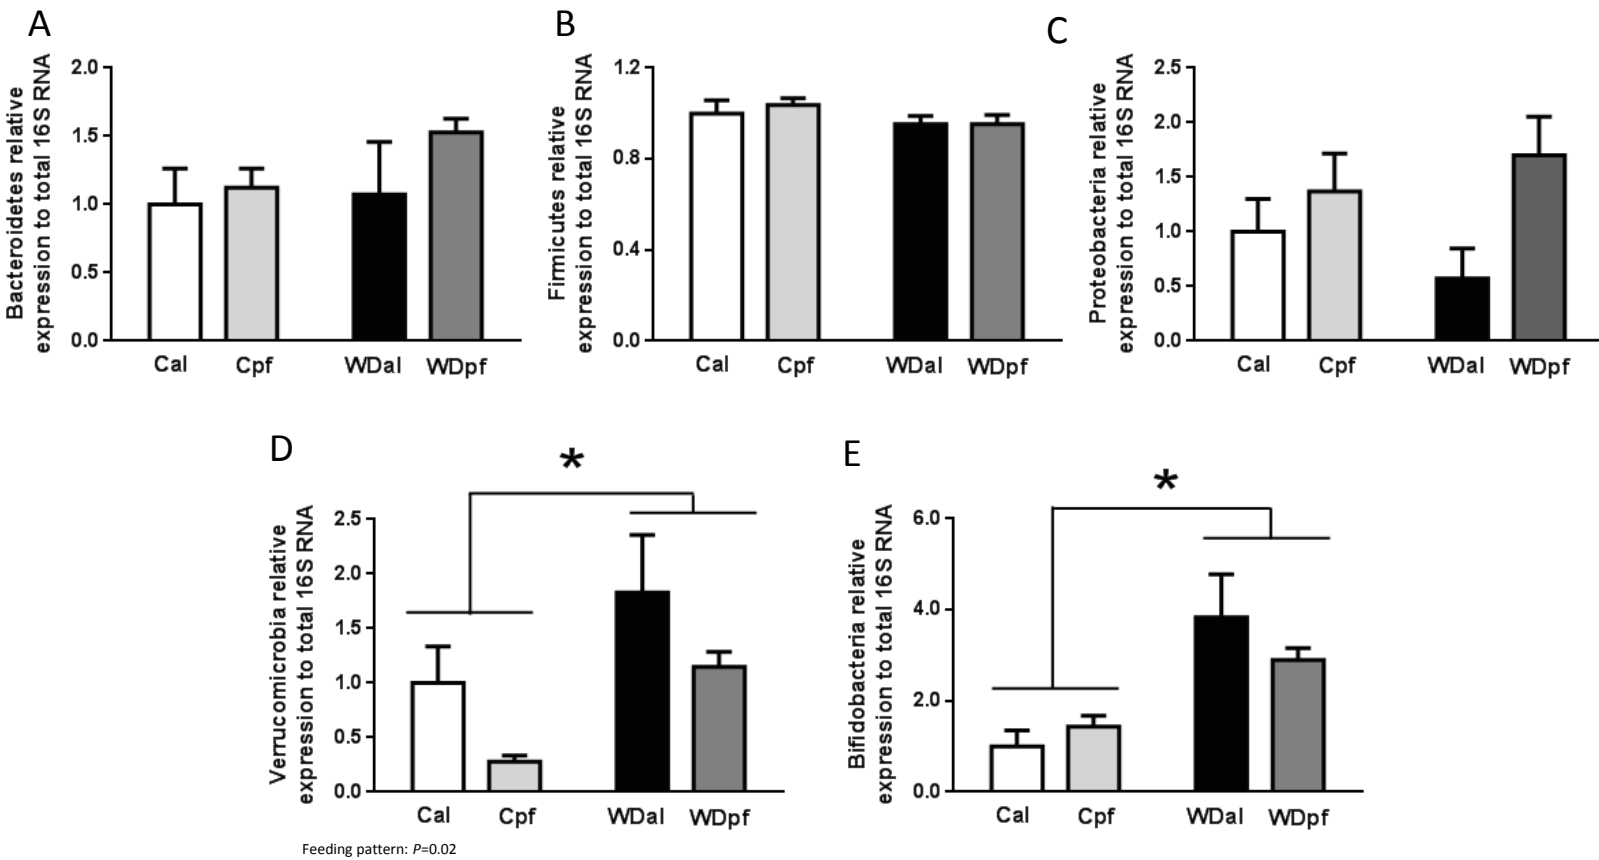 A
Bacteroidetes relative
expression to total 16S RNA
2.0
1.5
1.0
0.5
0.0
Cal
Cpf
WDal
WDpf
B
Firmicutes relative
expression to total 16S RNA
1.2
0.8
0.4
0.0
Cal
Cpf
WDal
WDpf
C
Proteobacteria relative
expression to total 16S RNA
2.5
2.0
1.5
1.0
0.5
0.0
Cal
Cpf
WDal
WDpf
D
*
Verrucomicrobia relative
expression to total 16S RNA
2.5
2.0
1.5
1.0
0.5
0.0
Cal
Cpf
WDal
WDpf
Feeding pattern: P=0.02
E
*
Bifidobacteria relative
expression to total 16S RNA
6.0
4.0
2.0
0.0
Cal
Cpf
WDal
WDpf